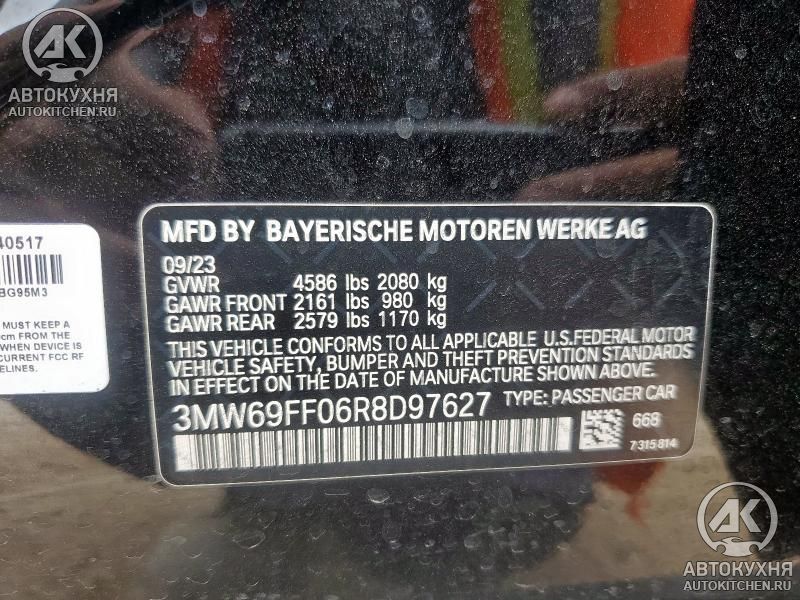 AK
АВТОКУХНЯ
AUTOKITCHEN.RU
40517
BG95M3
MUST KEEP A
cm FROM THE
WHEN DEVICE IS
CURRENT FCC RF
ELINES.
MFD BY BAYERISCHE MOTOREN WERKE AG
09/23
GVWR 4586 lbs 2080 kg
GAWR FRONT 2161 lbs 980 kg
GAWR REAR 2579 lbs 1170 kg
THIS VEHICLE CONFORMS TO ALL APPLICABLE U.S.FEDERAL MOTOR
VEHICLE SAFETY, BUMPER AND THEFT PREVENTION STANDARDS
IN EFFECT ON THE DATE OF MANUFACTURE SHOWN ABOVE.
3MW69FF06R8D97627 TYPE: PASSENGER CAR
668
7315814
AK
АВТОКУХНЯ
AUTOKITCHEN.RU